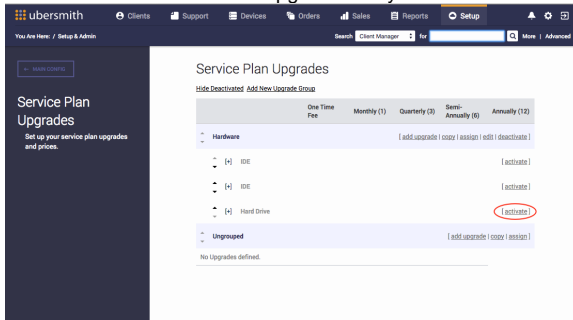 ubersmith Clients Support Devices Orders Sales Reports Setup
You Are Here: / Setup & Admin Search Client Manager for More | Advanced
← MAIN CONFIG
Service Plan Upgrades
Set up your service plan upgrades and prices.
Service Plan Upgrades
Hide Deactivated Add New Upgrade Group
One Time Fee Monthly (1) Quarterly (3) Semi-Annually (6) Annually (12)
Hardware [ add upgrade | copy | assign | edit | deactivate ]
[+] IDE [ activate ]
[+] IDE [ activate ]
[+] Hard Drive [ activate ]
Ungrouped [ add upgrade | copy | assign ]
No Upgrades defined.